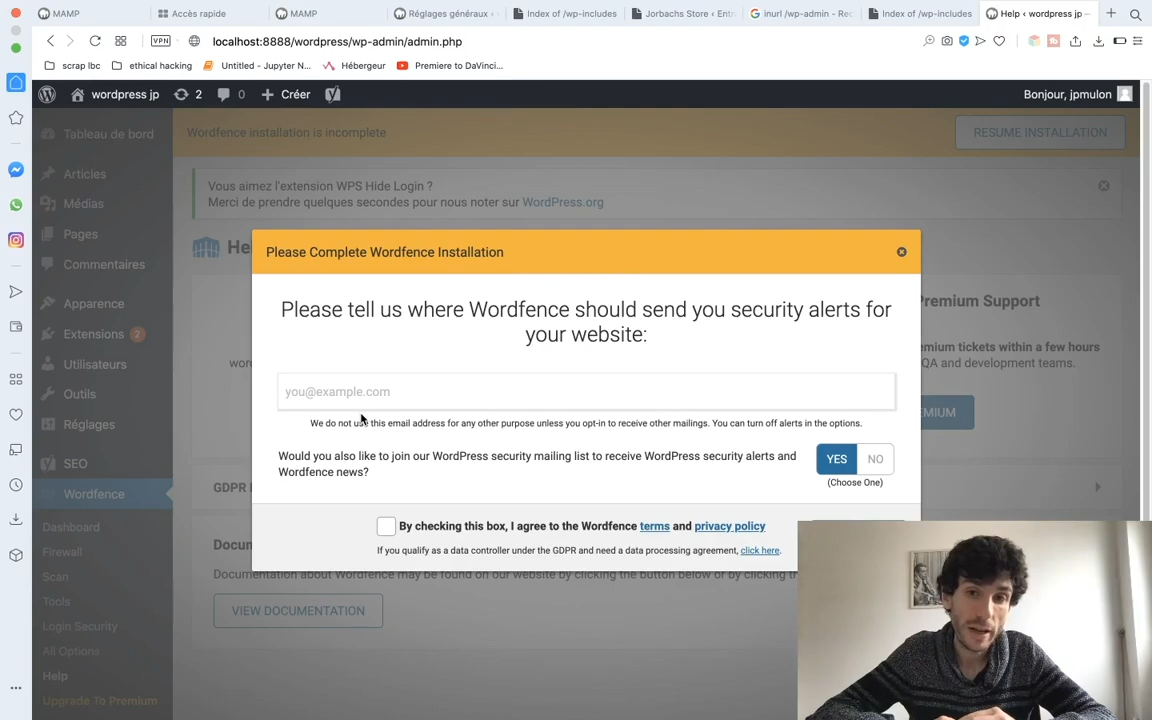 MAMP
Accès rapide
MAMP
Réglages généraux ‹
Index of /wp-includes
Jorbachs Store ‹ Entr
inurl /wp-admin - Rec
Index of /wp-includes
Help ‹ wordpress jp —
VPN
localhost:8888/wordpress/wp-admin/admin.php
scrap lbc
ethical hacking
Untitled - Jupyter N...
Hébergeur
Premiere to DaVinci...
wordpress jp
2
0
Créer
Bonjour, jpmulon
Tableau de bord
Articles
Médias
Pages
Commentaires
Apparence
Extensions 2
Utilisateurs
Outils
Réglages
SEO
Wordfence
Dashboard
Firewall
Scan
Tools
Login Security
All Options
Help
Upgrade To Premium
Wordfence installation is incomplete
RESUME INSTALLATION
Vous aimez l'extension WPS Hide Login ?
Merci de prendre quelques secondes pour nous noter sur WordPress.org
He
Premium Support
emium tickets within a few hours
QA and development teams.
word
EMIUM
GDPR
Docum
Documentation about Wordfence may be found on our website by clicking the button below or by clicking
VIEW DOCUMENTATION
Please Complete Wordfence Installation
Please tell us where Wordfence should send you security alerts for
your website:
you@example.com
We do not use this email address for any other purpose unless you opt-in to receive other mailings. You can turn off alerts in the options.
Would you also like to join our WordPress security mailing list to receive WordPress security alerts and
Wordfence news?
YES NO
(Choose One)
By checking this box, I agree to the Wordfence terms and privacy policy
If you qualify as a data controller under the GDPR and need a data processing agreement, click here.